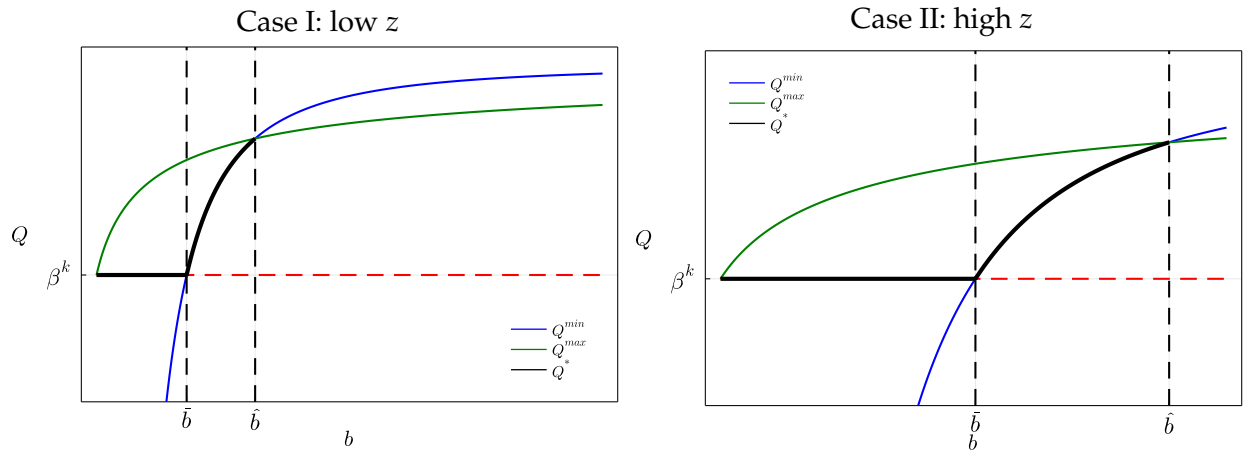 Case I: low z
Q
β^k
Q^min
Q^max
Q^*
b̄
b̂
b
Case II: high z
Q^min
Q^max
Q^*
Q
β^k
b̄
b̂
b